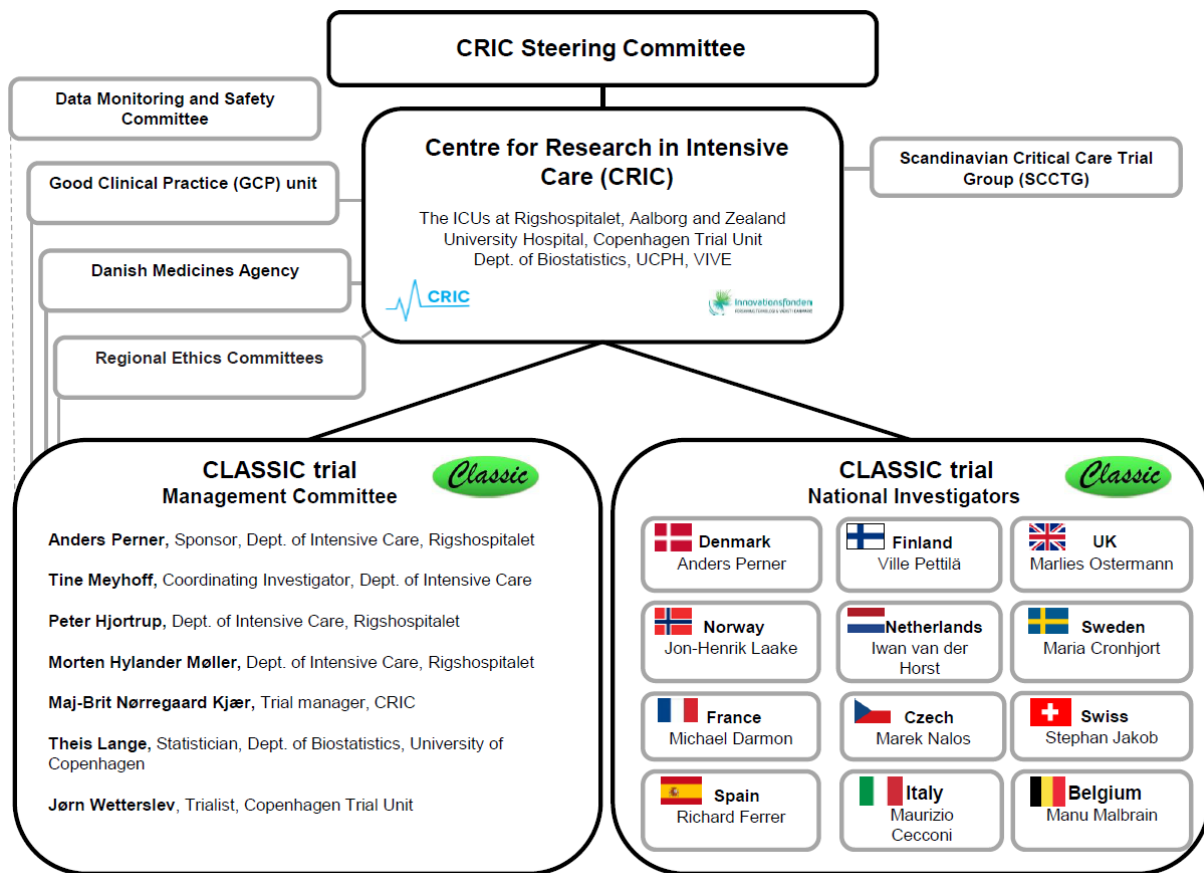 CRIC Steering Committee
Data Monitoring and Safety
Committee
Good Clinical Practice (GCP) unit
Danish Medicines Agency
Regional Ethics Committees
Centre for Research in Intensive
Care (CRIC)
The ICUs at Rigshospitalet, Aalborg and Zealand
University Hospital, Copenhagen Trial Unit
Dept. of Biostatistics, UCPH, VIVE
CRIC
Innovationsfonden
Scandinavian Critical Care Trial
Group (SCCTG)
CLASSIC trial
Management Committee
Classic
Anders Perner, Sponsor, Dept. of Intensive Care, Rigshospitalet
Tine Meyhoff, Coordinating Investigator, Dept. of Intensive Care
Peter Hjortrup, Dept. of Intensive Care, Rigshospitalet
Morten Hylander Møller, Dept. of Intensive Care, Rigshospitalet
Maj-Brit Nørregaard Kjær, Trial manager, CRIC
Theis Lange, Statistician, Dept. of Biostatistics, University of
Copenhagen
Jørn Wetterslev, Trialist, Copenhagen Trial Unit
CLASSIC trial
National Investigators
Classic
Denmark
Anders Perner
Finland
Ville Pettilä
UK
Marlies Ostermann
Norway
Jon-Henrik Laake
Netherlands
Iwan van der
Horst
Sweden
Maria Cronhjort
France
Michael Darmon
Czech
Marek Nalos
Swiss
Stephan Jakob
Spain
Richard Ferrer
Italy
Maurizio
Cecconi
Belgium
Manu Malbrain